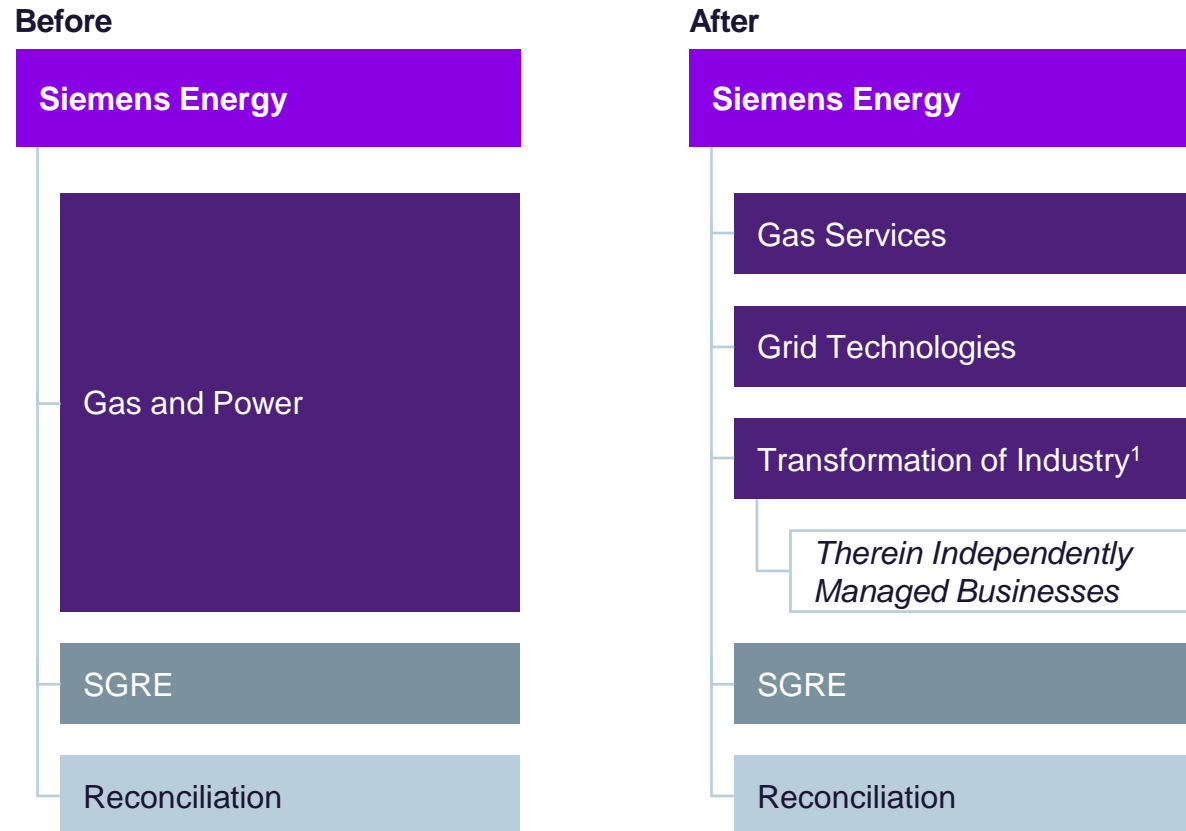 Before
Siemens Energy
Gas and Power
SGRE
Reconciliation
After
Siemens Energy
Gas Services
Grid Technologies
Transformation of Industry¹
Therein Independently
Managed Businesses
SGRE
Reconciliation